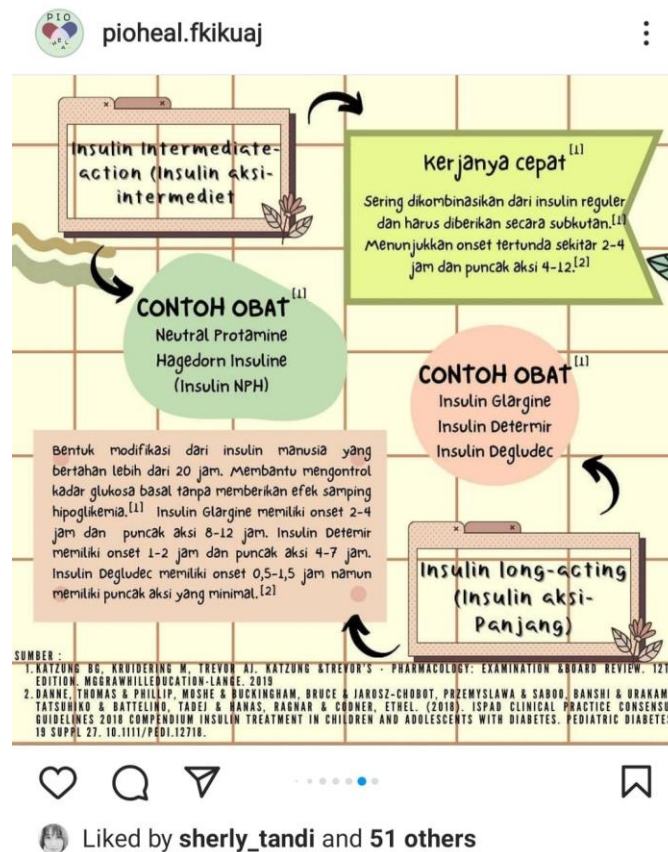 PIO
HEAL
pioheal.fkikuaj
Insulin Intermediate-
action (Insulin aksi-
intermediet
Kerjanya cepat [1]
Sering dikombinasikan dari insulin reguler
dan harus diberikan secara subkutan.[1]
Menunjukkan onset tertunda sekitar 2-4
jam dan puncak aksi 4-12.[2]
CONTOH OBAT [1]
Neutral Protamine
Hagedorn Insuline
(Insulin NPH)
CONTOH OBAT [1]
Insulin Glargine
Insulin Determir
Insulin Degludec
Bentuk modifikasi dari insulin manusia yang
bertahan lebih dari 20 jam. Membantu mengontrol
kadar glukosa basal tanpa memberikan efek samping
hipoglikemia.[1] Insulin Glargine memiliki onset 2-4
jam dan puncak aksi 8-12 jam. Insulin Detemir
memiliki onset 1-2 jam dan puncak aksi 4-7 jam.
Insulin Degludec memiliki onset 0,5-1,5 jam namun
memiliki puncak aksi yang minimal.[2]
Insulin long-acting
(Insulin aksi-
Panjang)
SUMBER :
1. KATZUNG BG, KRUIDERING M, TREVOR AJ. KATZUNG &TREVOR'S · PHARMACOLOGY: EXAMINATION &BOARD REVIEW. 12T
EDITION. MGGRAWHILLEDUCATION-LANGE. 2019
2. DANNE, THOMAS & PHILLIP, MOSHE & BUCKINGHAM, BRUCE & JAROSZ-CHOBOT, PRZEMYSLAWA & SABOO, BANSHI & URAKAM
TATSUHIKO & BATTELINO, TADEJ & HANAS, RAGNAR & CODNER, ETHEL. (2018). ISPAD CLINICAL PRACTICE CONSENSU
GUIDELINES 2018 COMPENDIUM INSULIN TREATMENT IN CHILDREN AND ADOLESCENTS WITH DIABETES. PEDIATRIC DIABETE
19 SUPPL 27. 10.1111/PEDI.12718.
Liked by sherly_tandi and 51 others